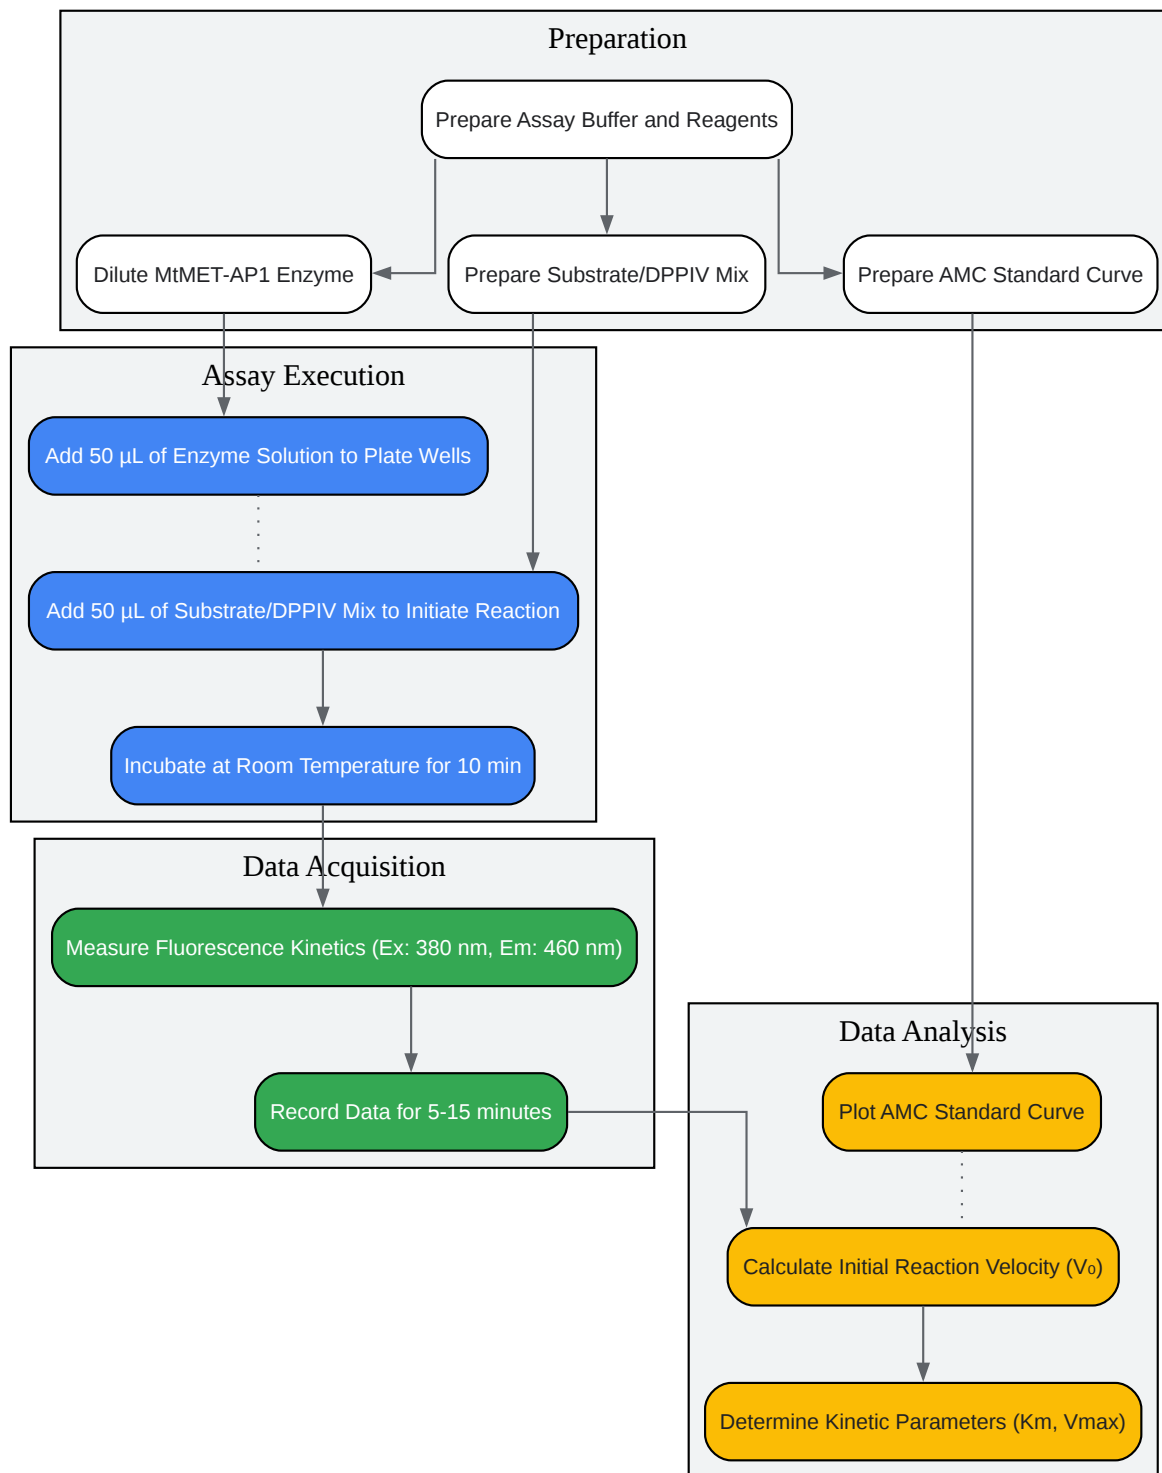 Preparation
Prepare Assay Buffer and Reagents
Dilute MtMET-AP1 Enzyme
Prepare Substrate/DPPIV Mix
Prepare AMC Standard Curve
Assay Execution
Add 50 µL of Enzyme Solution to Plate Wells
Add 50 µL of Substrate/DPPIV Mix to Initiate Reaction
Incubate at Room Temperature for 10 min
Data Acquisition
Measure Fluorescence Kinetics (Ex: 380 nm, Em: 460 nm)
Record Data for 5-15 minutes
Data Analysis
Plot AMC Standard Curve
Calculate Initial Reaction Velocity (V₀)
Determine Kinetic Parameters (Km, Vmax)